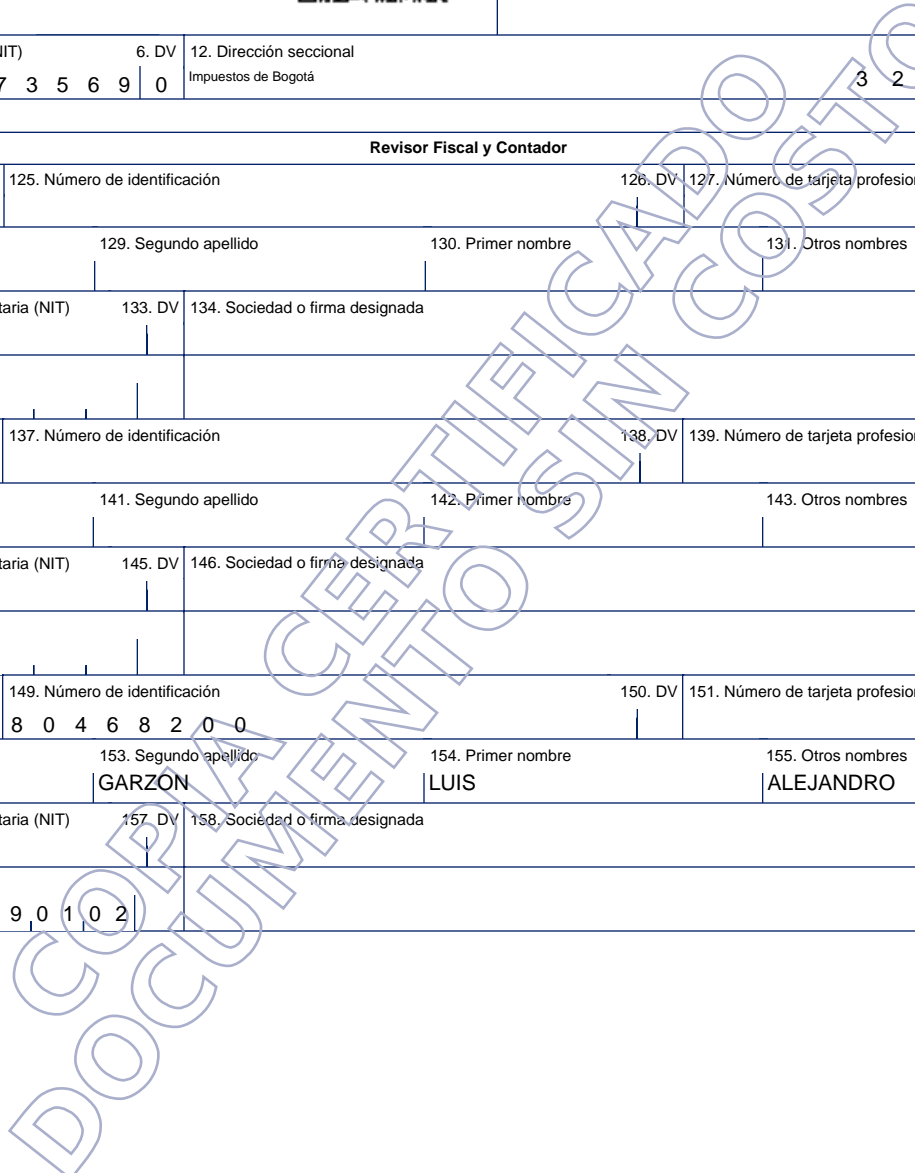 NIT) 6. DV 12. Dirección seccional
7 3 5 6 9 0 Impuestos de Bogotá 3 2
Revisor Fiscal y Contador
125. Número de identificación 126. DV 127. Número de tarjeta profesion
129. Segundo apellido 130. Primer nombre 131. Otros nombres
taria (NIT) 133. DV 134. Sociedad o firma designada
137. Número de identificación 138. DV 139. Número de tarjeta profesion
141. Segundo apellido 142. Primer nombre 143. Otros nombres
taria (NIT) 145. DV 146. Sociedad o firma designada
149. Número de identificación 150. DV 151. Número de tarjeta profesion
8 0 4 6 8 2 0 0
153. Segundo apellido 154. Primer nombre 155. Otros nombres
GARZON LUIS ALEJANDRO
taria (NIT) 157. DV 158. Sociedad o firma designada
9 0 1 0 2
COPIA CERTIFICADO
DOCUMENTO SIN COSTO